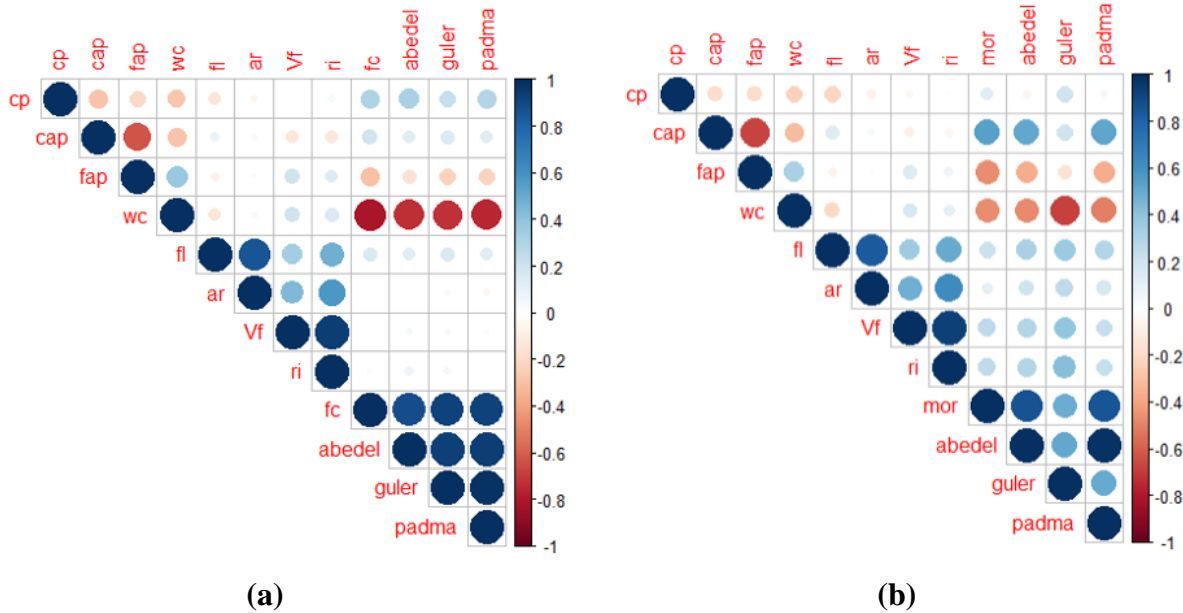 cp cap fap wc fl ar Vf ri fc abedel guler padma
cp
cap
fap
wc
fl
ar
Vf
ri
fc
abedel
guler
padma
1
0.8
0.6
0.4
0.2
0
-0.2
-0.4
-0.6
-0.8
-1
(a)
cp cap fap wc fl ar Vf ri mor abedel guler padma
cp
cap
fap
wc
fl
ar
Vf
ri
mor
abedel
guler
padma
1
0.8
0.6
0.4
0.2
0
-0.2
-0.4
-0.6
-0.8
-1
(b)